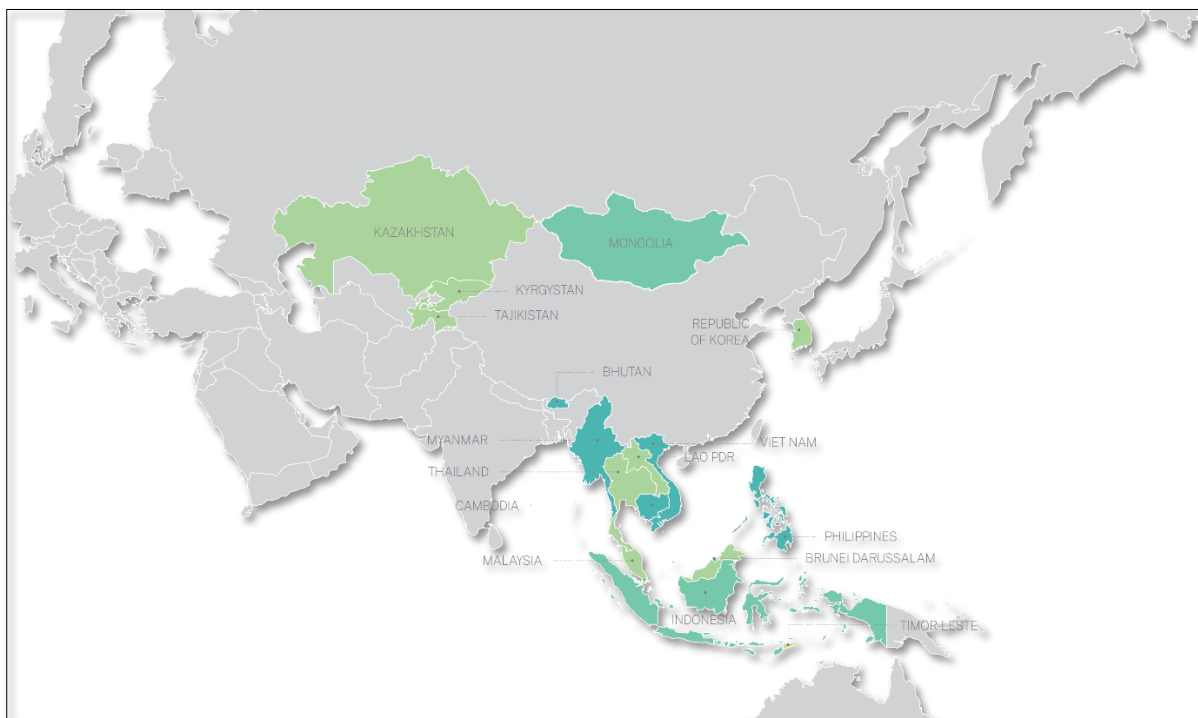 KAZAKHSTAN
MONGOLIA
KYRGYSTAN
TAJIKISTAN
REPUBLIC
OF KOREA
BHUTAN
MYANMAR
VIET NAM
LAO PDR
THAILAND
CAMBODIA
PHILIPPINES
MALAYSIA
BRUNEI DARUSSALAM
INDONESIA
TIMOR-LESTE